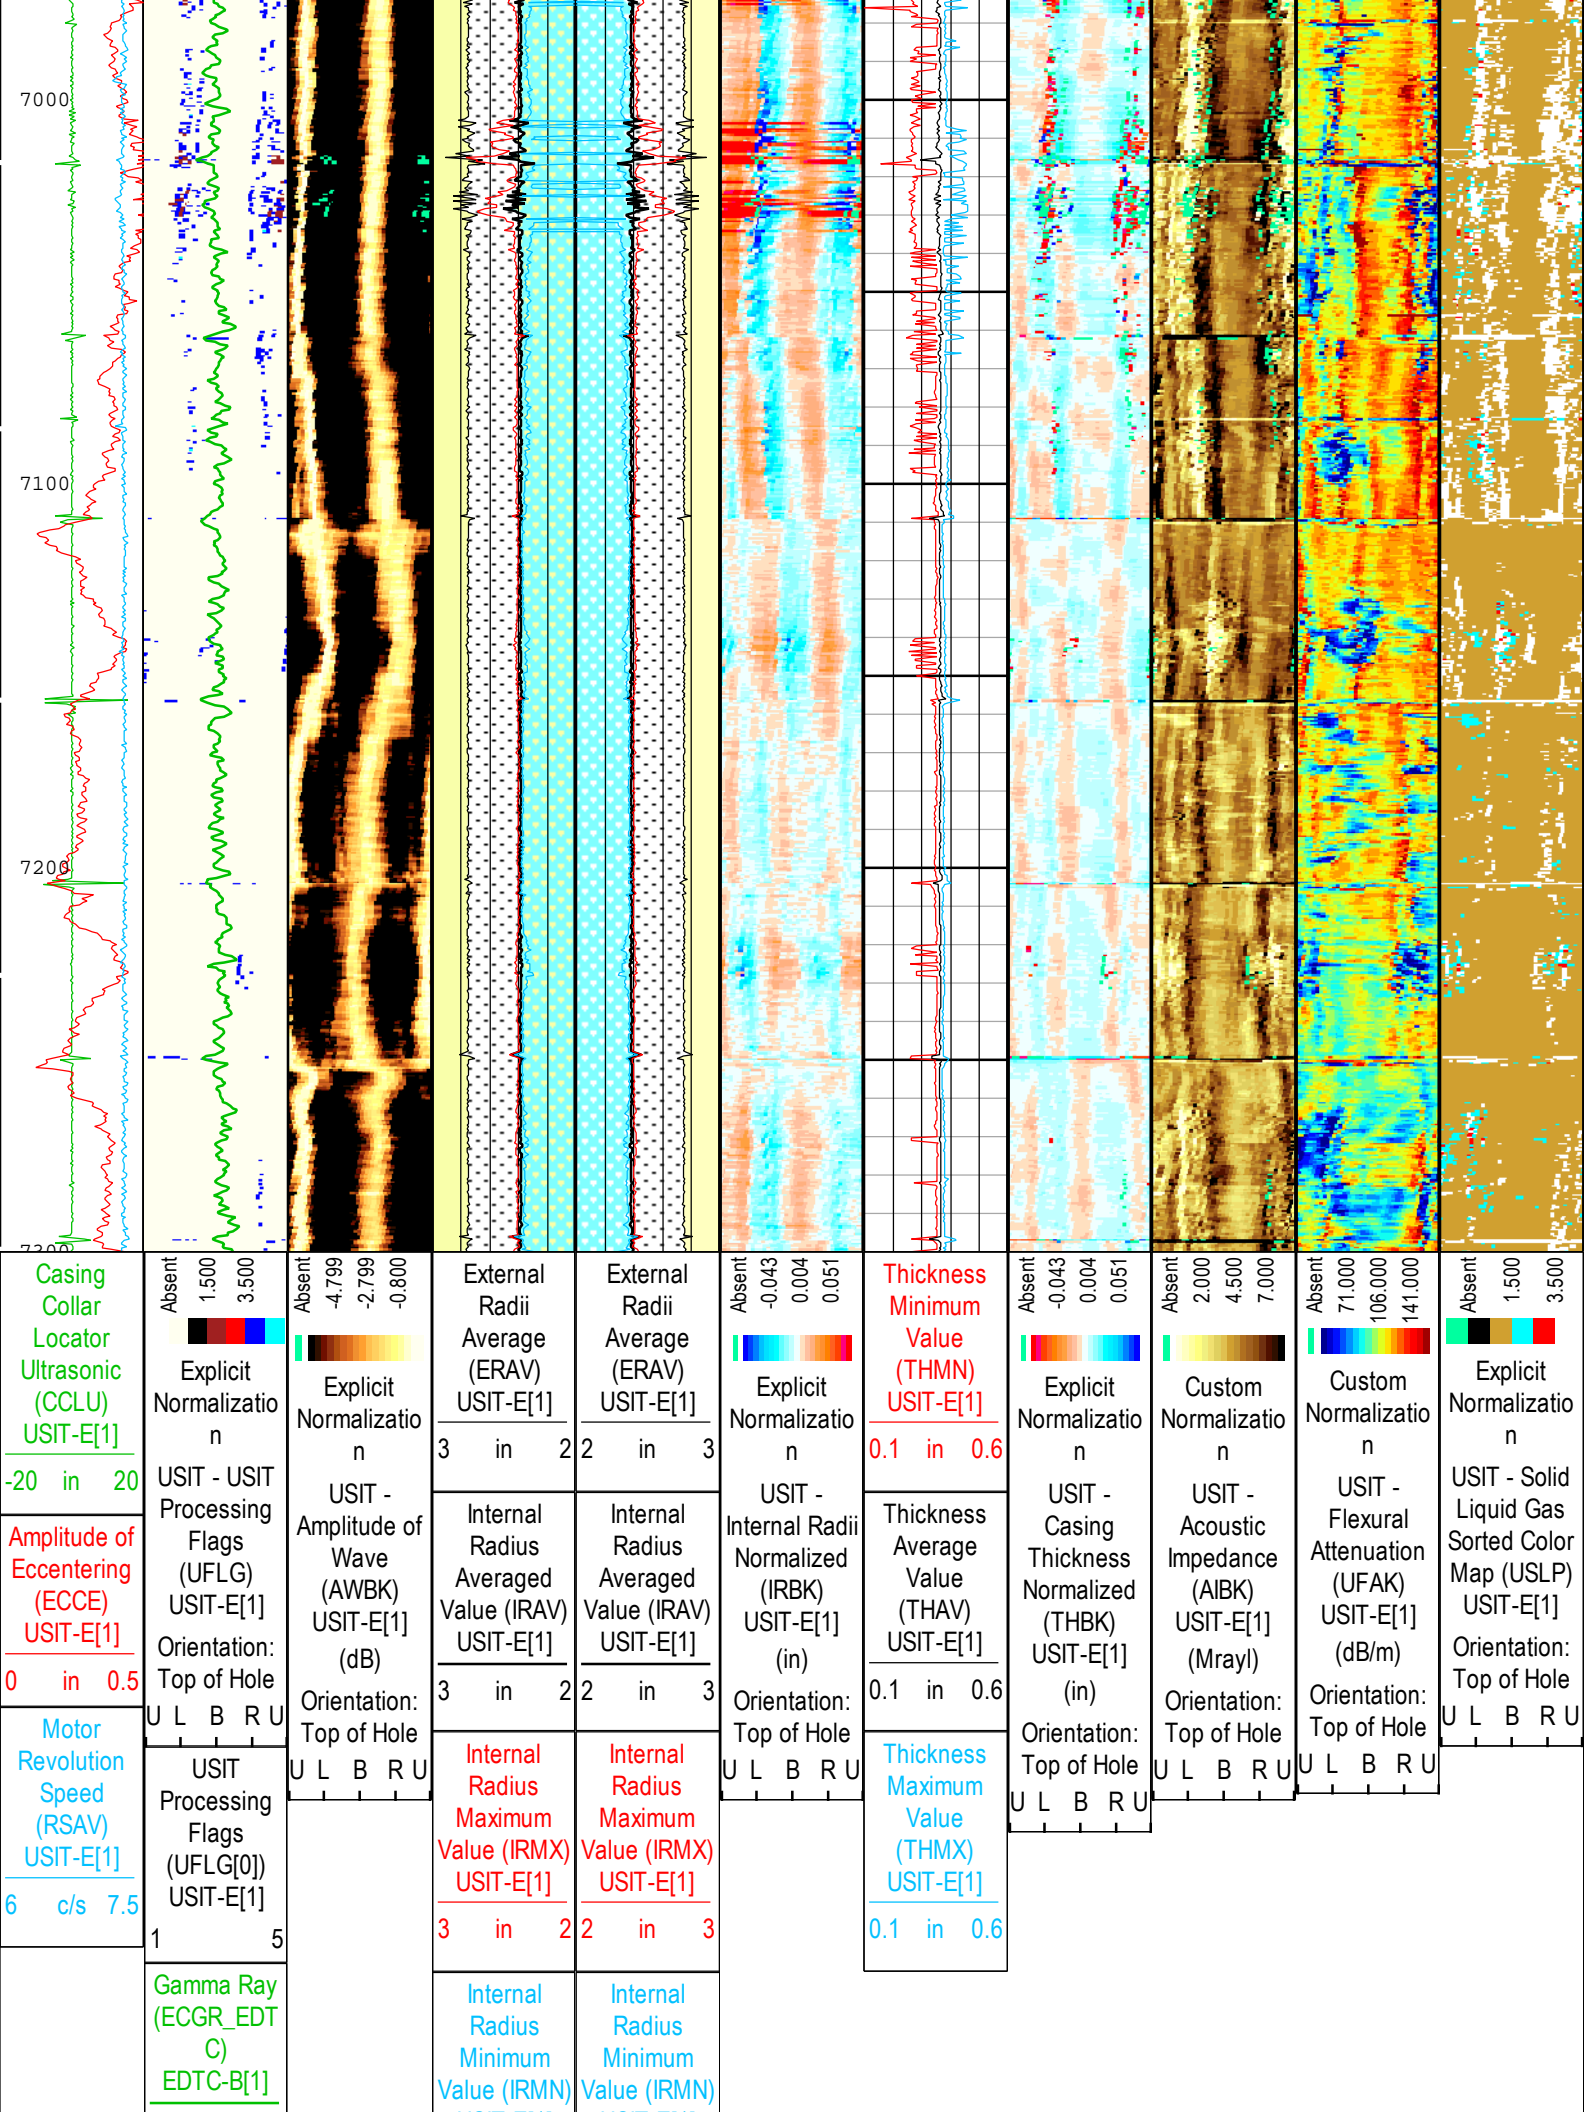 7000
7100
7200
7300
Casing
Collar
Locator
Ultrasonic
(CCLU)
USIT-E[1]
-20 in 20
Amplitude of
Eccentering
(ECCE)
USIT-E[1]
0 in 0.5
Motor
Revolution
Speed
(RSAV)
USIT-E[1]
6 c/s 7.5
Absent 1.500 3.500
Explicit
Normalizatio
n
USIT - USIT
Processing
Flags
(UFLG)
USIT-E[1]
Orientation:
Top of Hole
U L B R U
USIT
Processing
Flags
(UFLG[0])
USIT-E[1]
1 5
Gamma Ray
(ECGR_EDT
C)
EDTC-B[1]
Absent -4.799 -2.799 -0.800
Explicit
Normalizatio
n
USIT -
Amplitude of
Wave
(AWBK)
USIT-E[1]
(dB)
Orientation:
Top of Hole
U L B R U
External
Radii
Average
(ERAV)
USIT-E[1]
3 in 2
Internal
Radius
Averaged
Value (IRAV)
USIT-E[1]
3 in 2
Internal
Radius
Maximum
Value (IRMX)
USIT-E[1]
3 in 2
Internal
Radius
Minimum
Value (IRMN)
External
Radii
Average
(ERAV)
USIT-E[1]
2 in 3
Internal
Radius
Averaged
Value (IRAV)
USIT-E[1]
2 in 3
Internal
Radius
Maximum
Value (IRMX)
USIT-E[1]
2 in 3
Internal
Radius
Minimum
Value (IRMN)
Absent -0.043 0.004 0.051
Explicit
Normalizatio
n
USIT -
Internal Radii
Normalized
(IRBK)
USIT-E[1]
(in)
Orientation:
Top of Hole
U L B R U
Thickness
Minimum
Value
(THMN)
USIT-E[1]
0.1 in 0.6
Thickness
Average
Value
(THAV)
USIT-E[1]
0.1 in 0.6
Thickness
Maximum
Value
(THMX)
USIT-E[1]
0.1 in 0.6
Absent -0.043 0.004 0.051
Explicit
Normalizatio
n
USIT -
Casing
Thickness
Normalized
(THBK)
USIT-E[1]
(in)
Orientation:
Top of Hole
U L B R U
Absent 2.000 4.500 7.000
Custom
Normalizatio
n
USIT -
Acoustic
Impedance
(AIBK)
USIT-E[1]
(Mrayl)
Orientation:
Top of Hole
U L B R U
Absent 71.000 106.000 141.000
Custom
Normalizatio
n
USIT -
Flexural
Attenuation
(UFAK)
USIT-E[1]
(dB/m)
Orientation:
Top of Hole
U L B R U
Absent 1.500 3.500
Explicit
Normalizatio
n
USIT - Solid
Liquid Gas
Sorted Color
Map (USLP)
USIT-E[1]
Orientation:
Top of Hole
U L B R U